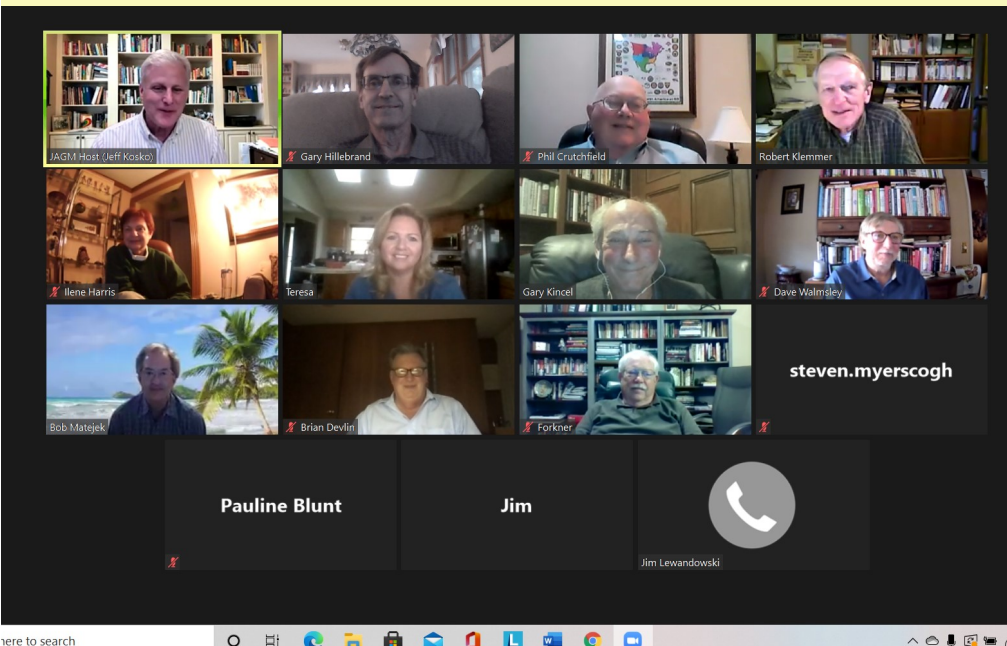 JAGM Host (Jeff Kosko)
Gary Hillebrand
Phil Crutchfield
Robert Klemmer
Ilene Harris
Teresa
Gary Kincel
Dave Walmsley
Bob Matejek
Brian Devlin
Forkner
steven.myerscogh
Pauline Blunt
Jim
Jim Lewandowski
here to search
L
W